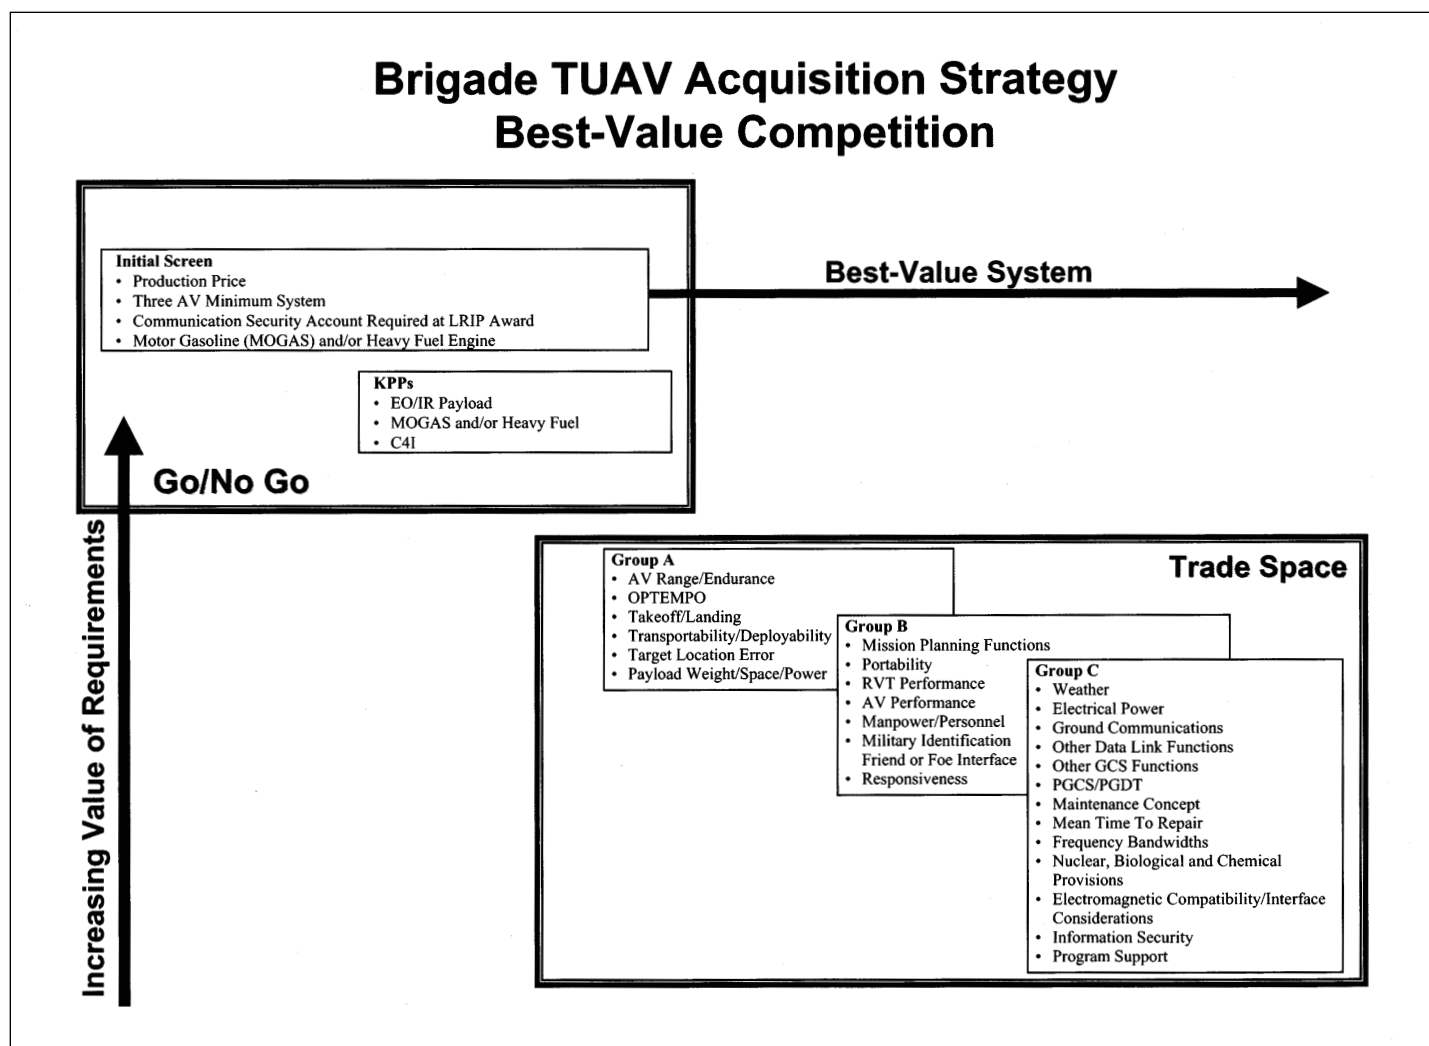 Brigade TUAV Acquisition Strategy
Best-Value Competition
Initial Screen
• Production Price
• Three AV Minimum System
• Communication Security Account Required at LRIP Award
• Motor Gasoline (MOGAS) and/or Heavy Fuel Engine
Best-Value System
KPPs
• EO/IR Payload
• MOGAS and/or Heavy Fuel
• C4I
Go/No Go
Increasing Value of Requirements
Trade Space
Group A
• AV Range/Endurance
• OPTEMPO
• Takeoff/Landing
• Transportability/Deployability
• Target Location Error
• Payload Weight/Space/Power
Group B
• Mission Planning Functions
• Portability
• RVT Performance
• AV Performance
• Manpower/Personnel
• Military Identification
Friend or Foe Interface
• Responsiveness
Group C
• Weather
• Electrical Power
• Ground Communications
• Other Data Link Functions
• Other GCS Functions
• PGCS/PGDT
• Maintenance Concept
• Mean Time To Repair
• Frequency Bandwidths
• Nuclear, Biological and Chemical
Provisions
• Electromagnetic Compatibility/Interface
Considerations
• Information Security
• Program Support